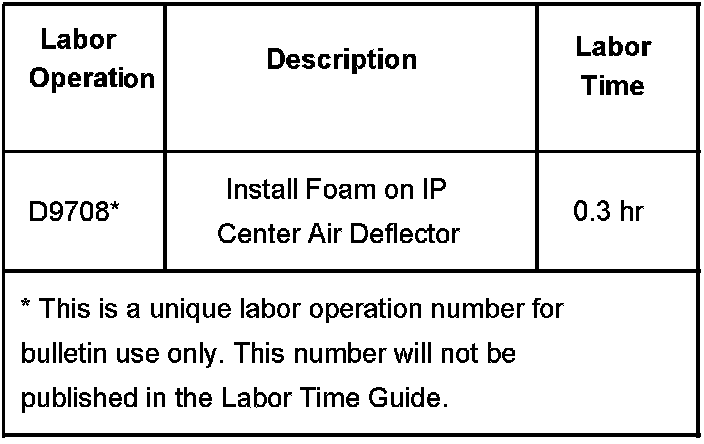 Labor
Operation
Description
Labor
Time
D9708*
Install Foam on IP
Center Air Deflector
0.3 hr
* This is a unique labor operation number for
bulletin use only. This number will not be
published in the Labor Time Guide.